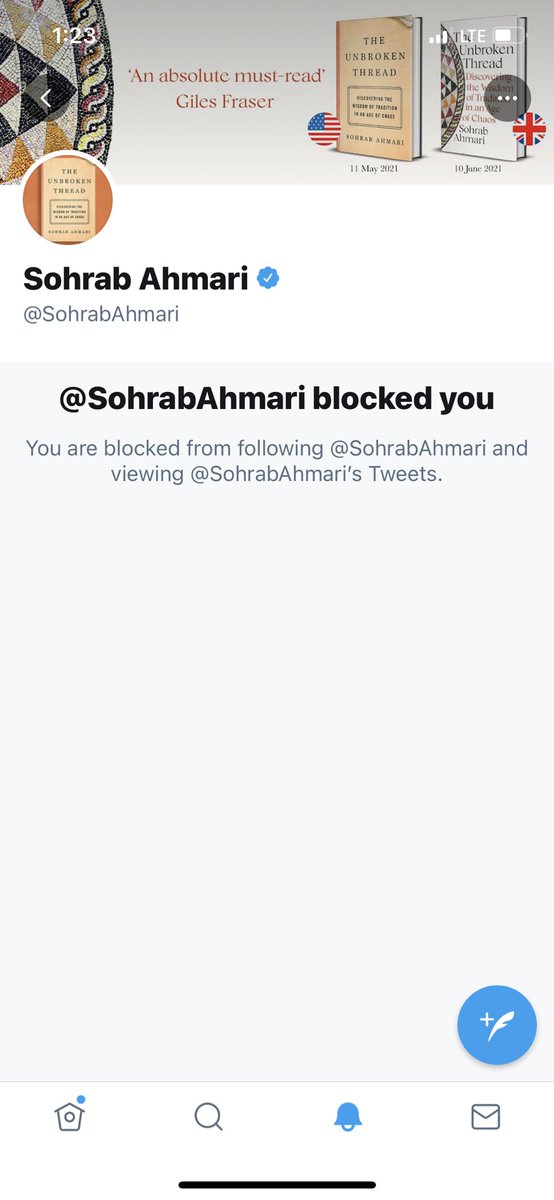 1:23
LTE
'An absolute must-read'
Giles Fraser
THE
UNBROKEN
THREAD
DISCOVERING THE
WISDOM OF TRADITION
IN AN AGE OF CHAOS
SOHRAB AHMARI
11 May 2021
The
Unbroken
Thread
Discovering
the Wisdom
of Tradition
in an Age
of Chaos
Sohrab
Ahmari
10 June 2021
THE
UNBROKEN
THREAD
DISCOVERING THE
WISDOM OF TRADITION
IN AN AGE OF CHAOS
SOHRAB AHMARI
Sohrab Ahmari
@SohrabAhmari
@SohrabAhmari blocked you
You are blocked from following @SohrabAhmari and
viewing @SohrabAhmari’s Tweets.